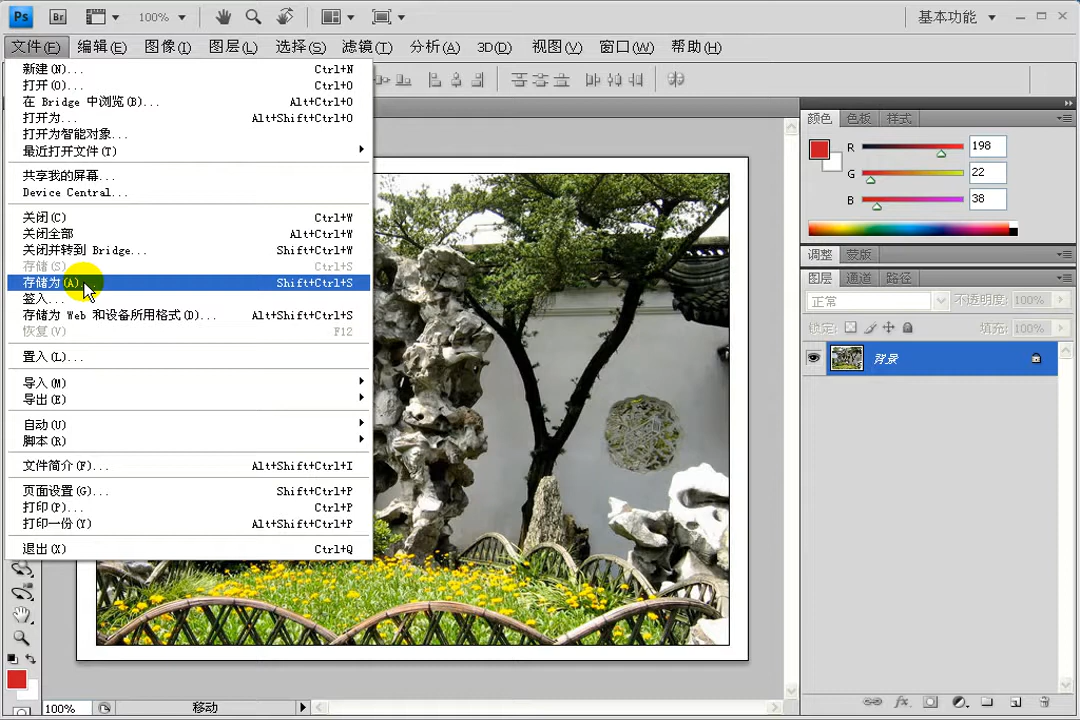 Ps Br 100% 基本功能
文件(F) 编辑(E) 图像(I) 图层(L) 选择(S) 滤镜(T) 分析(A) 3D(D) 视图(V) 窗口(W) 帮助(H)
新建(N)... Ctrl+N
打开(O)... Ctrl+O
在 Bridge 中浏览(B)... Alt+Ctrl+O
打开为... Alt+Shift+Ctrl+O
打开为智能对象...
最近打开文件(T)
共享我的屏幕...
Device Central...
关闭(C) Ctrl+W
关闭全部 Alt+Ctrl+W
关闭并转到 Bridge... Shift+Ctrl+W
存储(S) Ctrl+S
存储为(A)... Shift+Ctrl+S
签入...
存储为 Web 和设备所用格式(D)... Alt+Shift+Ctrl+S
恢复(V) F12
置入(L)...
导入(M)
导出(E)
自动(U)
脚本(R)
文件简介(F)... Alt+Shift+Ctrl+I
页面设置(G)... Shift+Ctrl+P
打印(P)... Ctrl+P
打印一份(Y) Alt+Shift+Ctrl+P
退出(X) Ctrl+Q
颜色 色板 样式
R 198
G 22
B 38
调整 蒙版
图层 通道 路径
正常 不透明度: 100%
锁定: 填充: 100%
背景
100% 移动